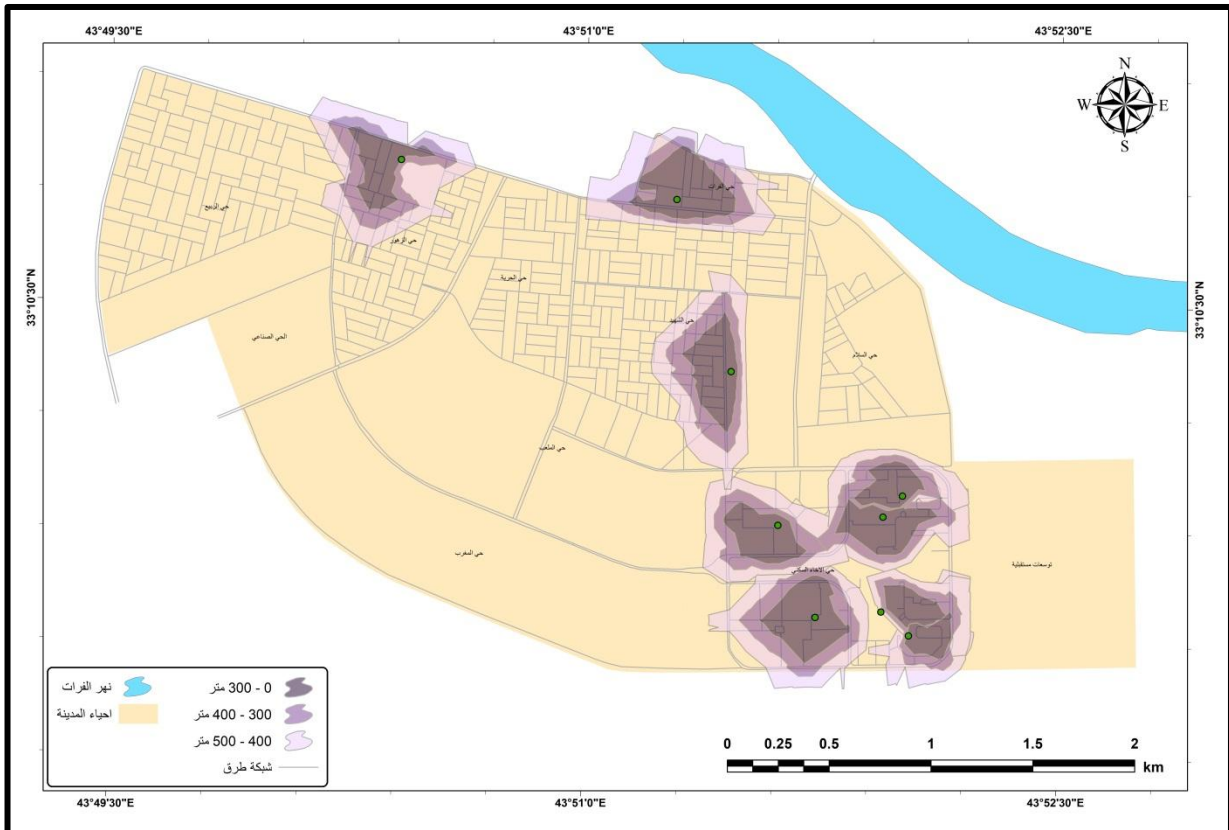 43°49'30"E
43°51'0"E
43°52'30"E
N
W
E
S
33°10'30"N
33°10'30"N
حي الفرات
حي الربيع
حي الزهور
حي الحرية
حي الشهيد
الحي الصناعي
حي السلام
حي الملعب
حي المغرب
حي الاخاء السكني
توسعات مستقبلية
0 - 300 متر
300 - 400 متر
400 - 500 متر
شبكة طرق
نهر الفرات
احياء المدينة
0 0.25 0.5 1 1.5 2
km
43°49'30"E
43°51'0"E
43°52'30"E